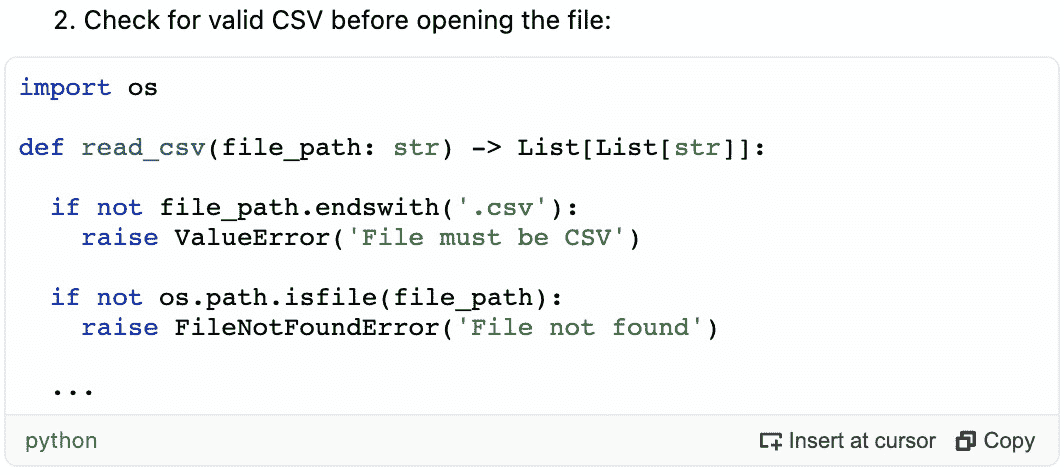 2. Check for valid CSV before opening the file:
import os
def read_csv(file_path: str) -> List[List[str]]:
if not file_path.endswith('.csv'):
raise ValueError('File must be CSV')
if not os.path.isfile(file_path):
raise FileNotFoundError('File not found')
...
python Insert at cursor Copy